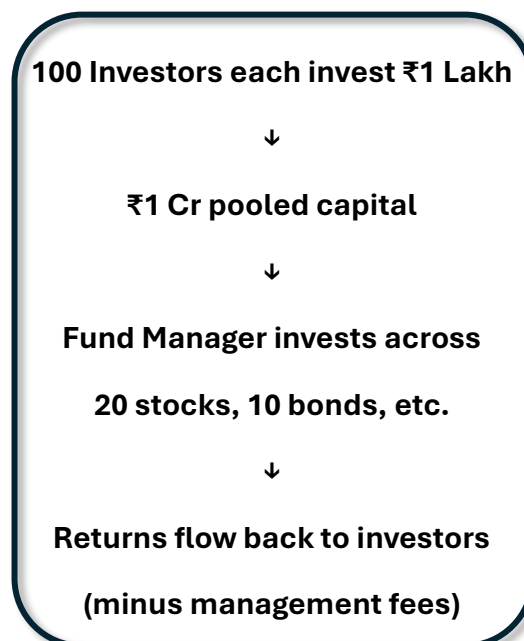 100 Investors each invest ₹1 Lakh
↓
₹1 Cr pooled capital
↓
Fund Manager invests across
20 stocks, 10 bonds, etc.
↓
Returns flow back to investors
(minus management fees)